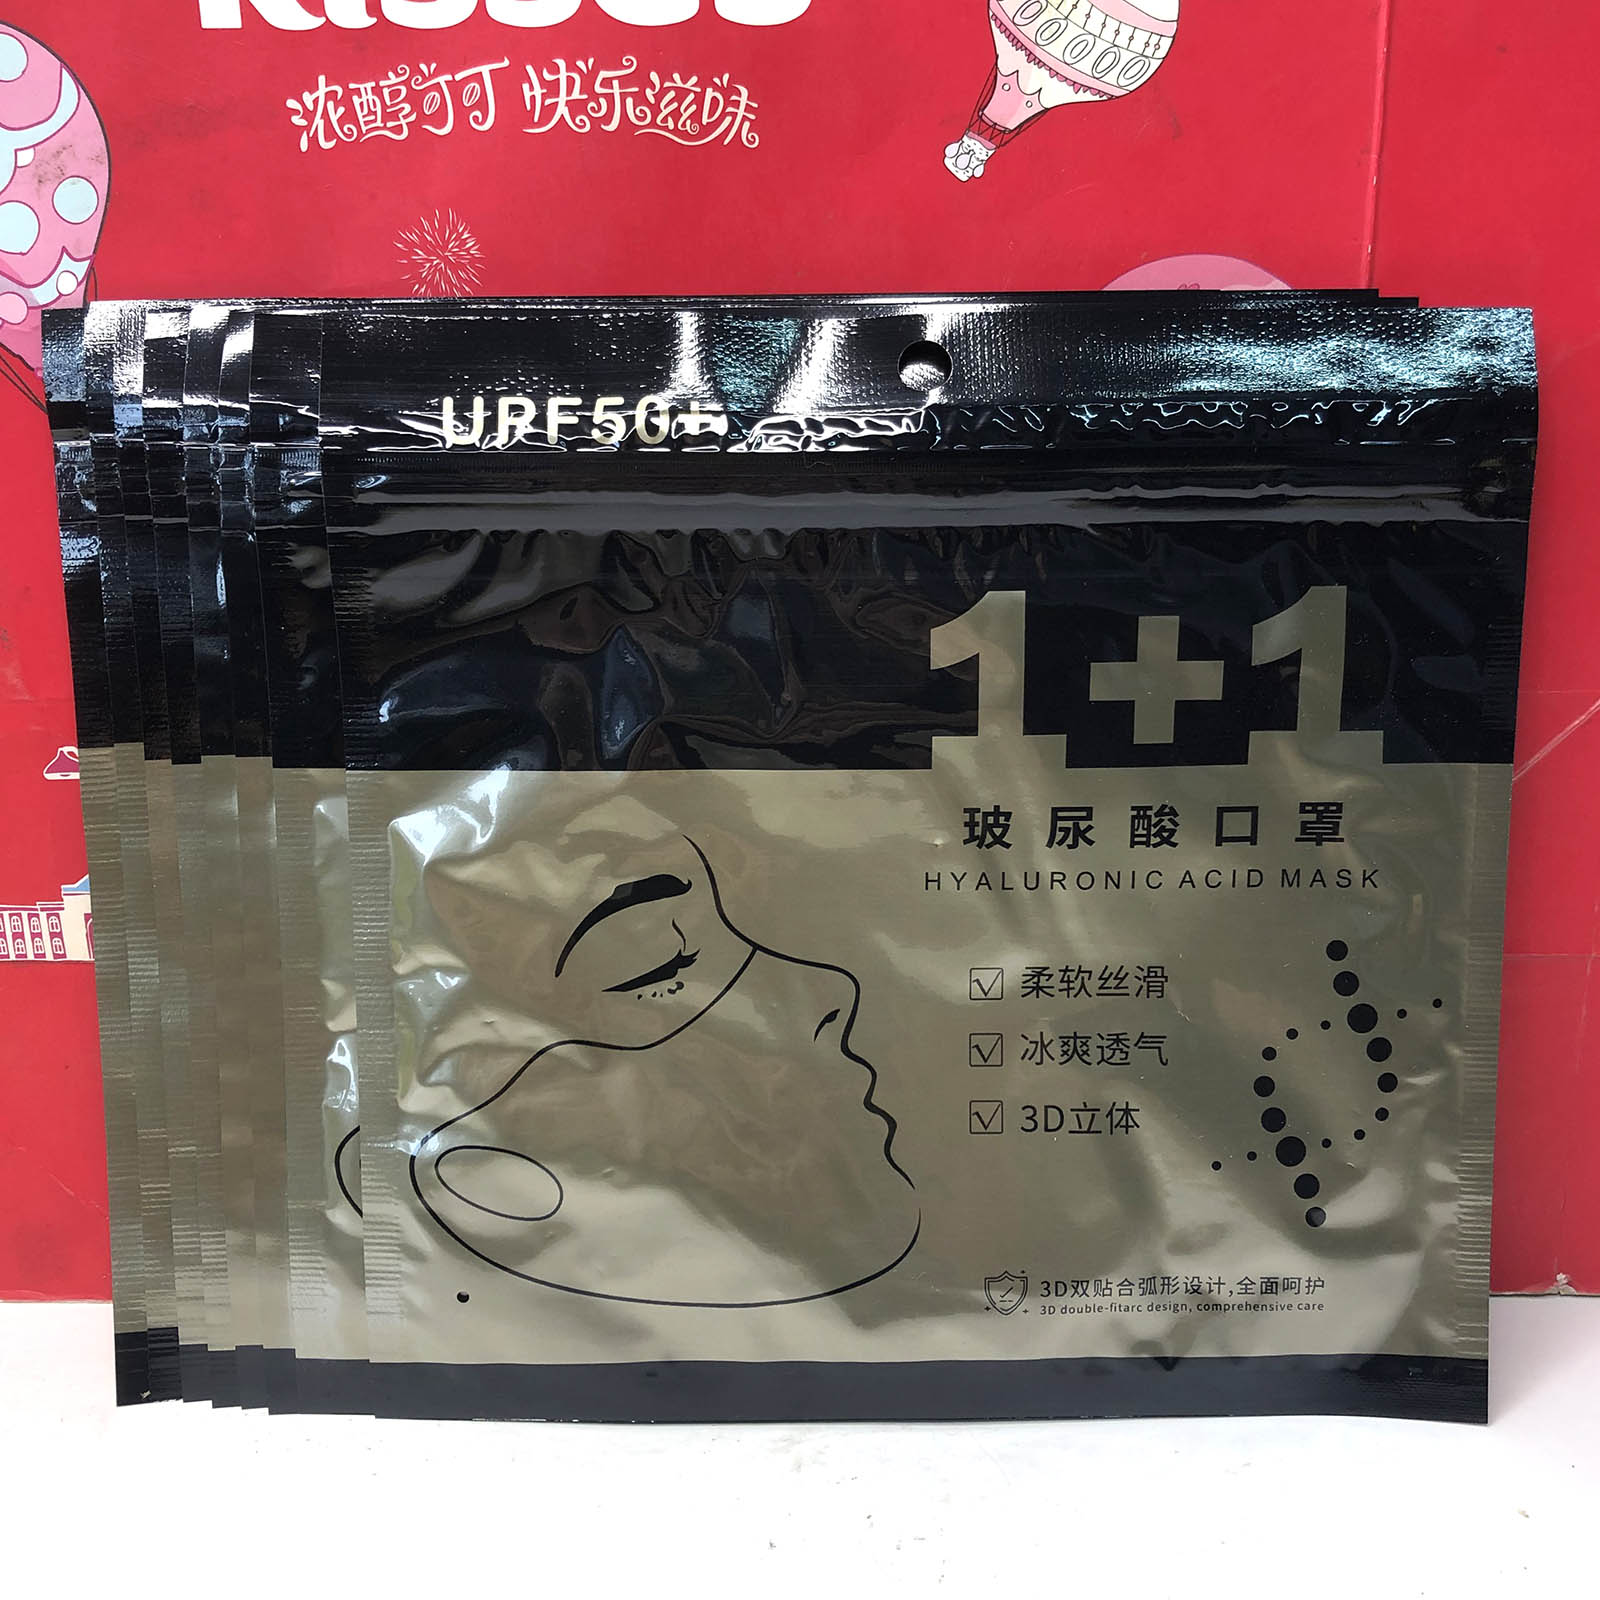 Kisses
浓醇可可 快乐滋味
UPF50+
1+1
玻尿酸口罩
HYALURONIC ACID MASK
柔软丝滑
冰爽透气
3D立体
3D双贴合弧形设计,全面呵护
3D double-fitarc design, comprehensive care